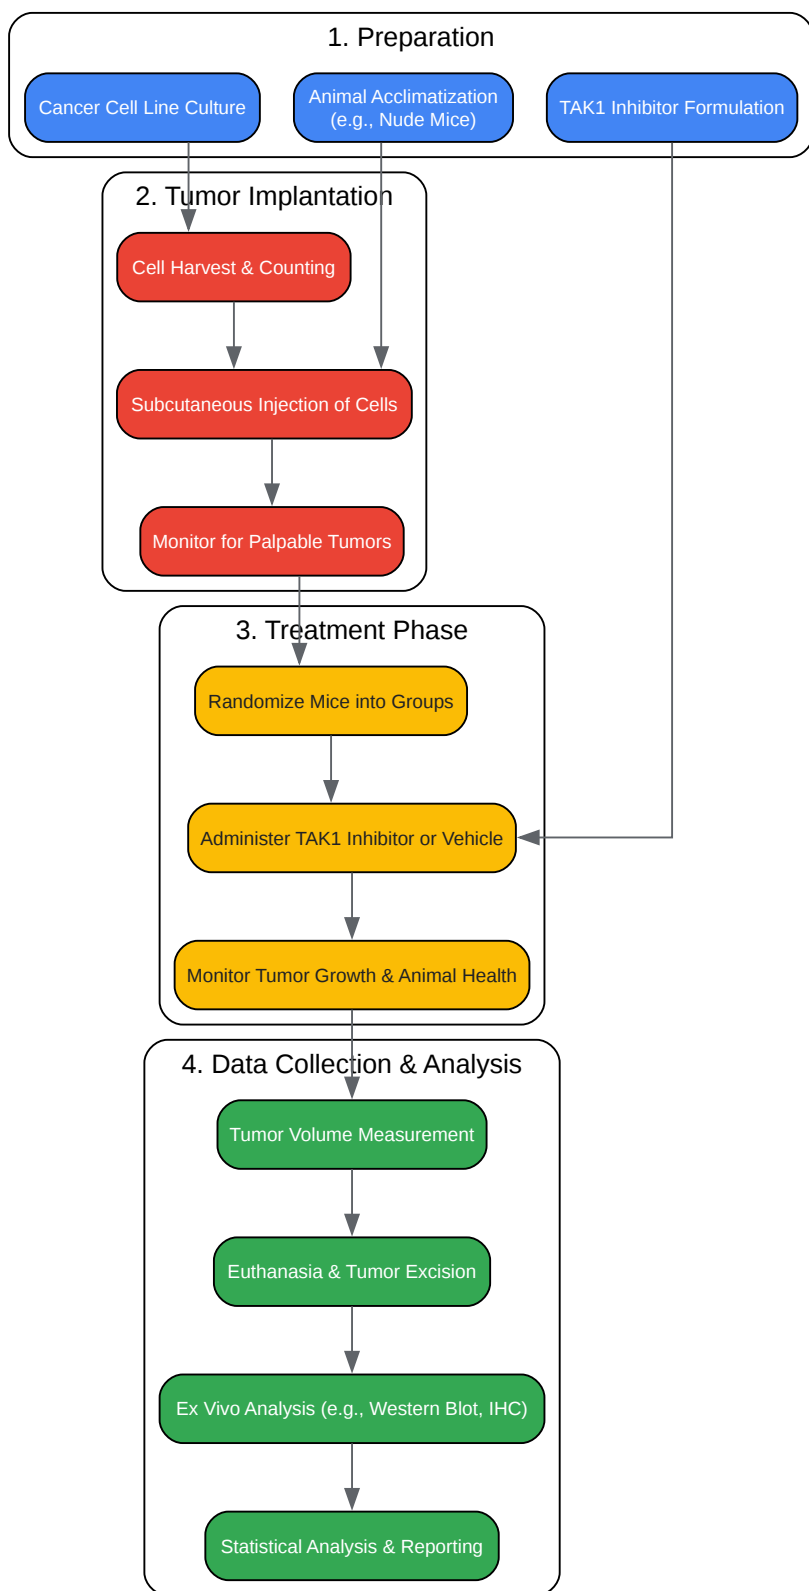 1. Preparation
Cancer Cell Line Culture
Animal Acclimatization
(e.g., Nude Mice)
TAK1 Inhibitor Formulation
2. Tumor Implantation
Cell Harvest & Counting
Subcutaneous Injection of Cells
Monitor for Palpable Tumors
3. Treatment Phase
Randomize Mice into Groups
Administer TAK1 Inhibitor or Vehicle
Monitor Tumor Growth & Animal Health
4. Data Collection & Analysis
Tumor Volume Measurement
Euthanasia & Tumor Excision
Ex Vivo Analysis (e.g., Western Blot, IHC)
Statistical Analysis & Reporting